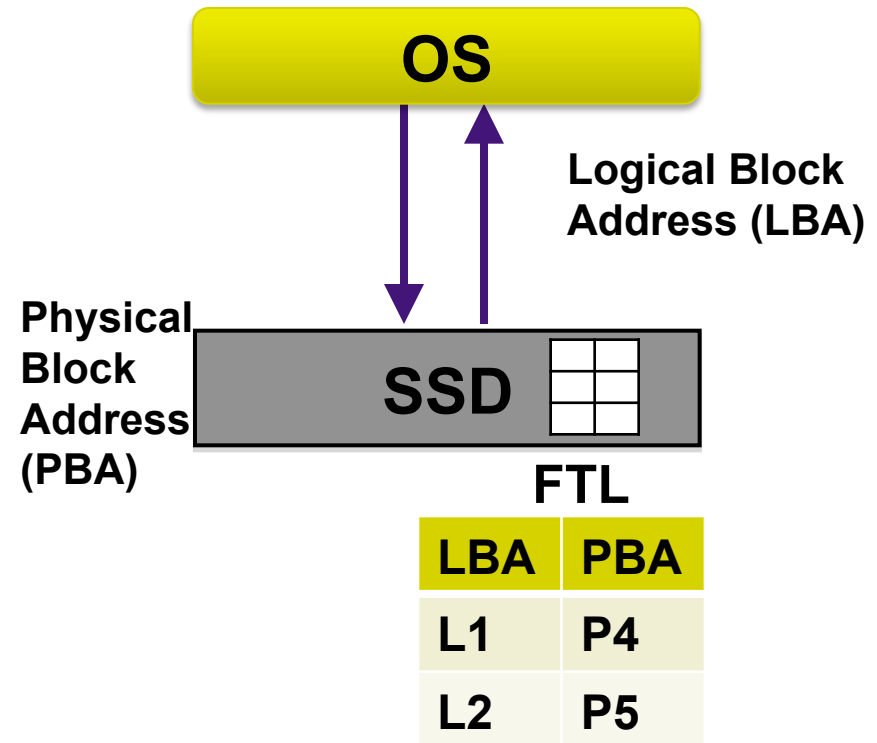 OS
Logical Block
Address (LBA)
Physical
Block
Address
(PBA)
SSD
FTL
LBA PBA
L1 P4
L2 P5